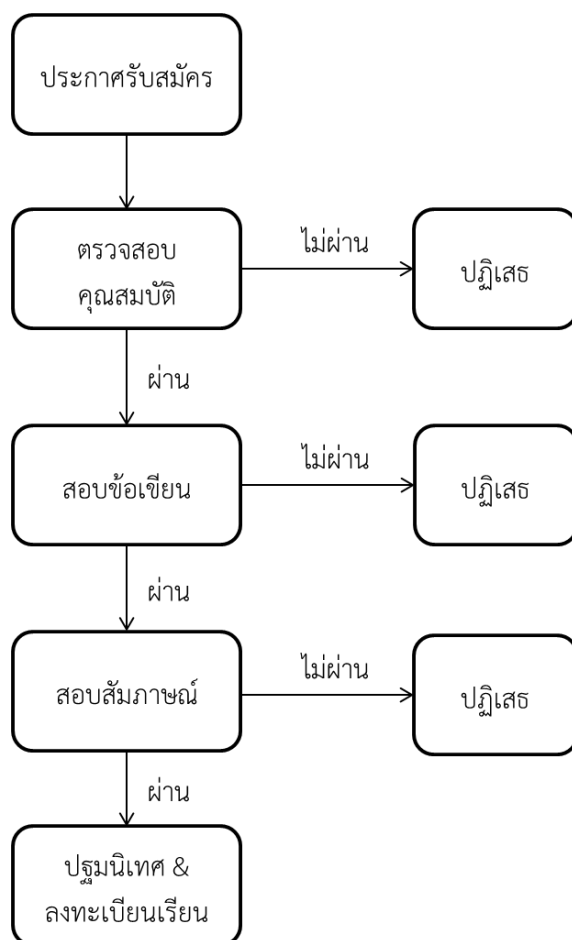 ประกาศรับสมัคร
ตรวจสอบ
คุณสมบัติ
ไม่ผ่าน
ปฏิเสธ
ผ่าน
สอบข้อเขียน
ไม่ผ่าน
ปฏิเสธ
ผ่าน
สอบสัมภาษณ์
ไม่ผ่าน
ปฏิเสธ
ผ่าน
ปฐมนิเทศ &
ลงทะเบียนเรียน